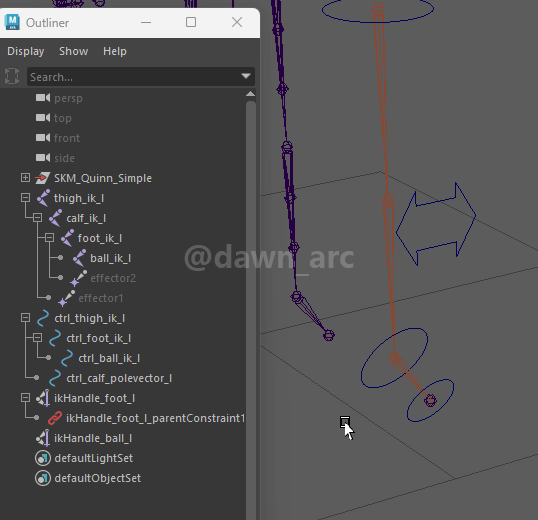 Outliner
Display Show Help
Search...
persp
top
front
side
SKM_Quinn_Simple
thigh_ik_l
calf_ik_l
foot_ik_l
ball_ik_l
effector2
effector1
ctrl_thigh_ik_l
ctrl_foot_ik_l
ctrl_ball_ik_l
ctrl_calf_polevector_l
ikHandle_foot_l
ikHandle_foot_l_parentConstraint1
ikHandle_ball_l
defaultLightSet
defaultObjectSet
@dawn_arc